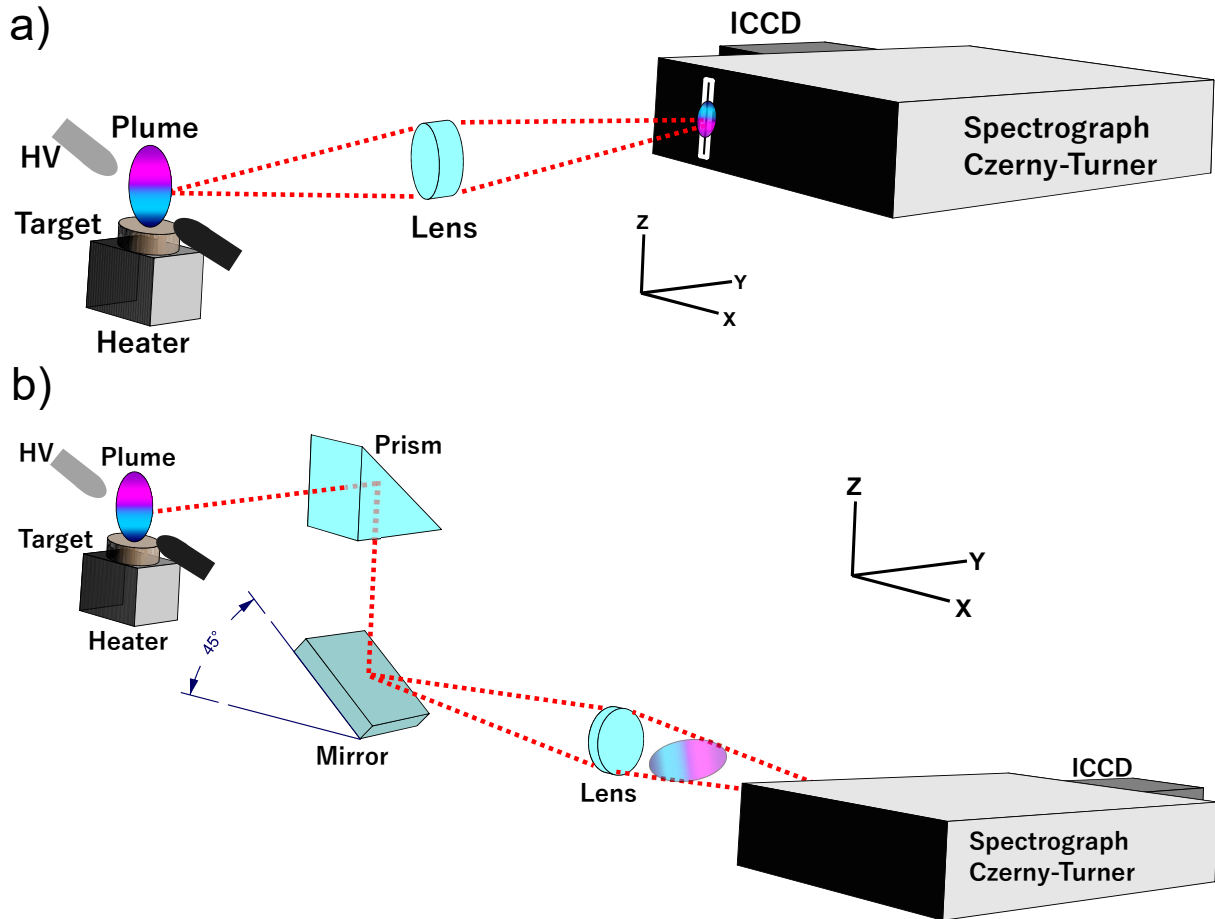 a)
ICCD
Plume
HV
Spectrograph
Czerny-Turner
Target
Lens
Z
Y
X
Heater
b)
Prism
HV
Plume
Z
Target
Y
X
Heater
45°
Mirror
ICCD
Lens
Spectrograph
Czerny-Turner